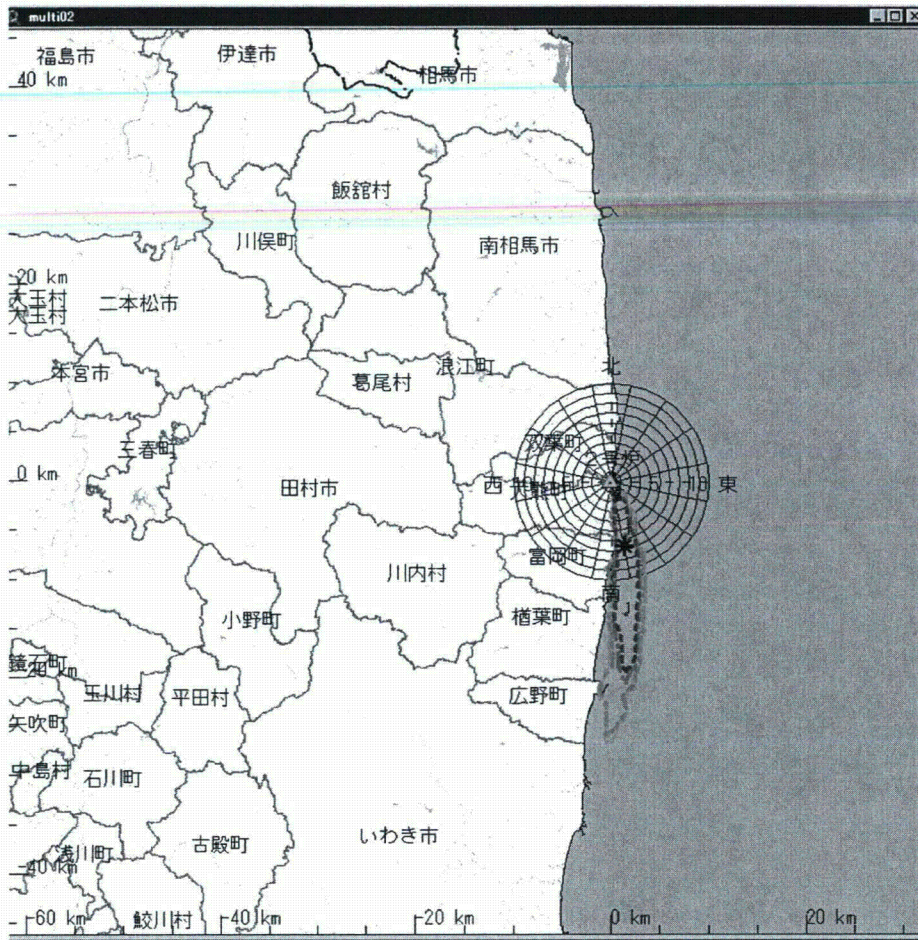 multi02
福島市
伊達市
40 km
相馬市
飯舘村
川俣町
南相馬市
20 km
大玉村
大玉村
二本松市
本宮市
葛尾村
浪江町
北
三春町
双葉町
0 km
田村市
西
東
富岡町
川内村
南
小野町
楢葉町
鏡石町
玉川村
平田村
広野町
矢吹町
中島村
石川町
いわき市
古殿町
浅川町
-40 km
鮫川村
-60 km
-40 km
-20 km
0 km
20 km